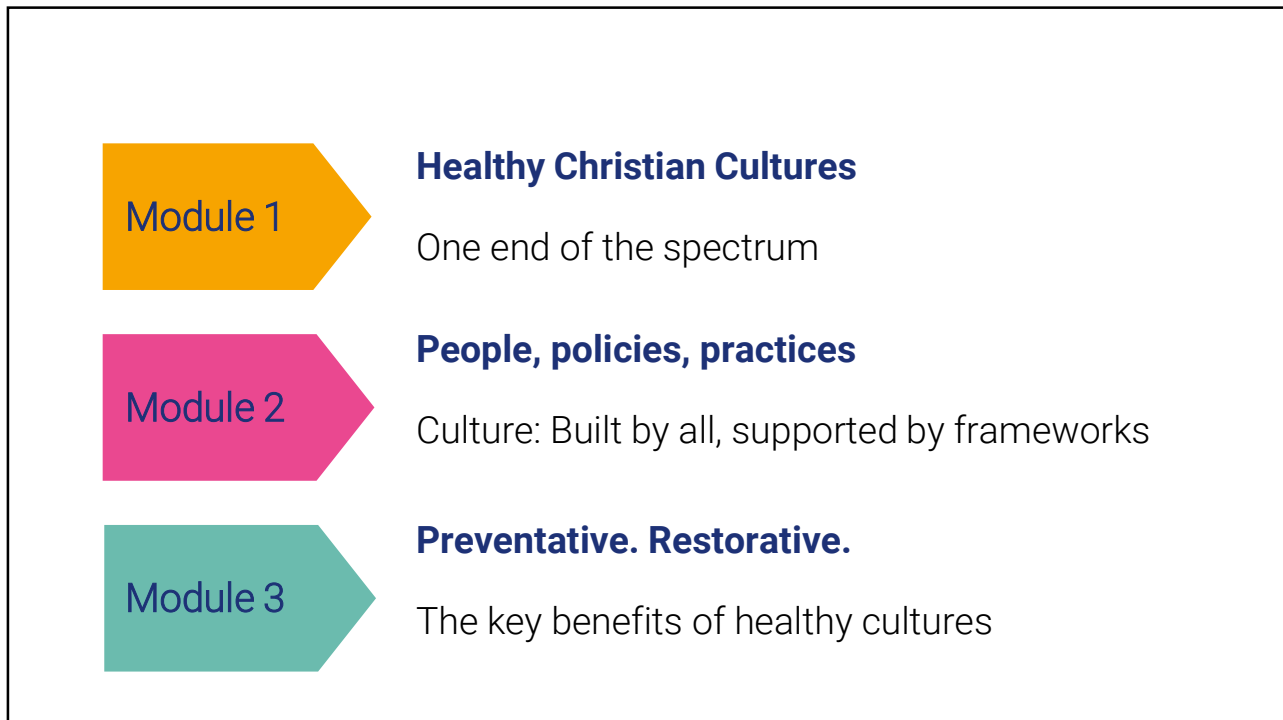 Module 1
Healthy Christian Cultures
One end of the spectrum
Module 2
People, policies, practices
Culture: Built by all, supported by frameworks
Module 3
Preventative. Restorative.
The key benefits of healthy cultures